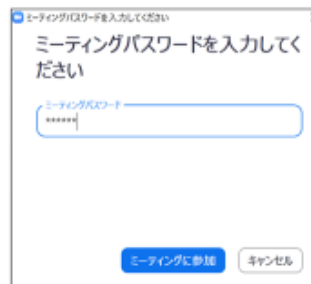 ミーティングパスワードを入力してください
ミーティングパスワードを入力してく
ださい
ミーティングパスワード
******
ミーティングに参加
キャンセル